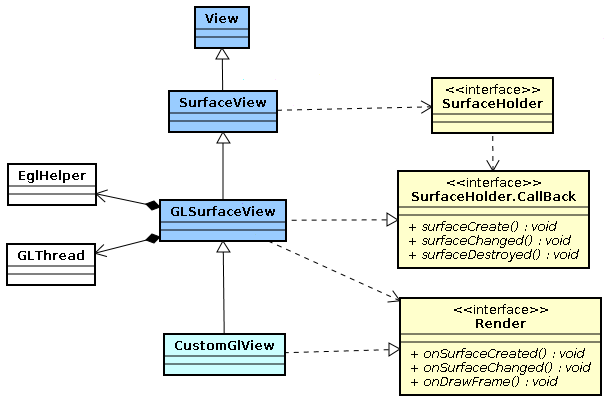 View
SurfaceView
<<interface>>
SurfaceHolder
EglHelper
GLSurfaceView
<<interface>>
SurfaceHolder.CallBack
+ surfaceCreate() : void
+ surfaceChanged() : void
+ surfaceDestroyed() : void
GLThread
<<interface>>
Render
+ onSurfaceCreated() : void
+ onSurfaceChanged() : void
+ onDrawFrame() : void
CustomGlView